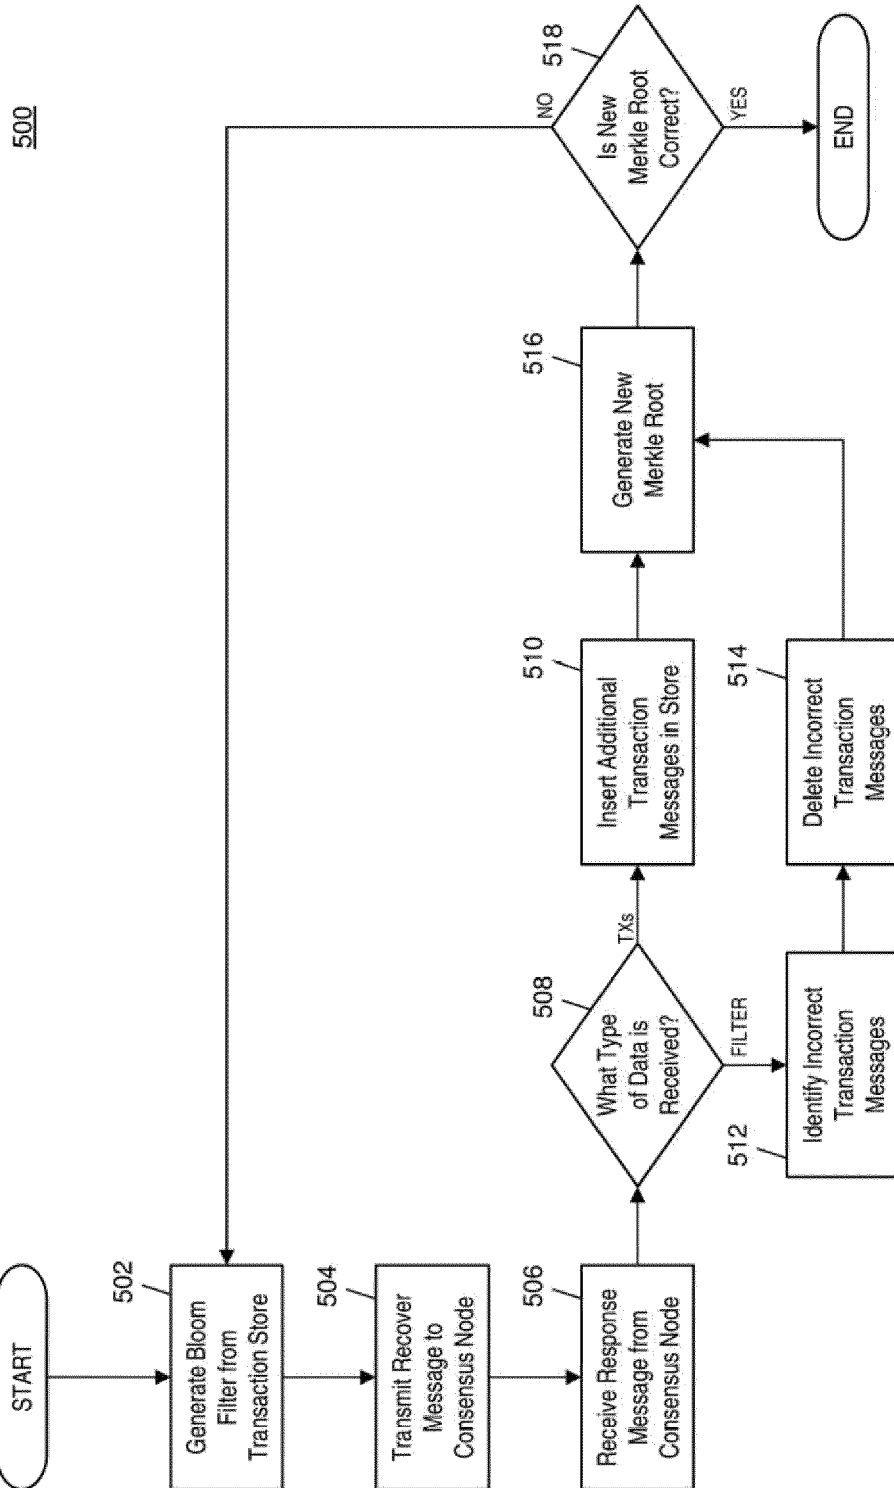 500
START
502
Generate Bloom
Filter from
Transaction Store
504
Transmit Recover
Message to
Consensus Node
506
Receive Response
Message from
Consensus Node
508
What Type
of Data is
Received?
TXs
FILTER
510
Insert Additional
Transaction
Messages in Store
512
Identify Incorrect
Transaction
Messages
514
Delete Incorrect
Transaction
Messages
516
Generate New
Merkle Root
518
Is New
Merkle Root
Correct?
NO
YES
END